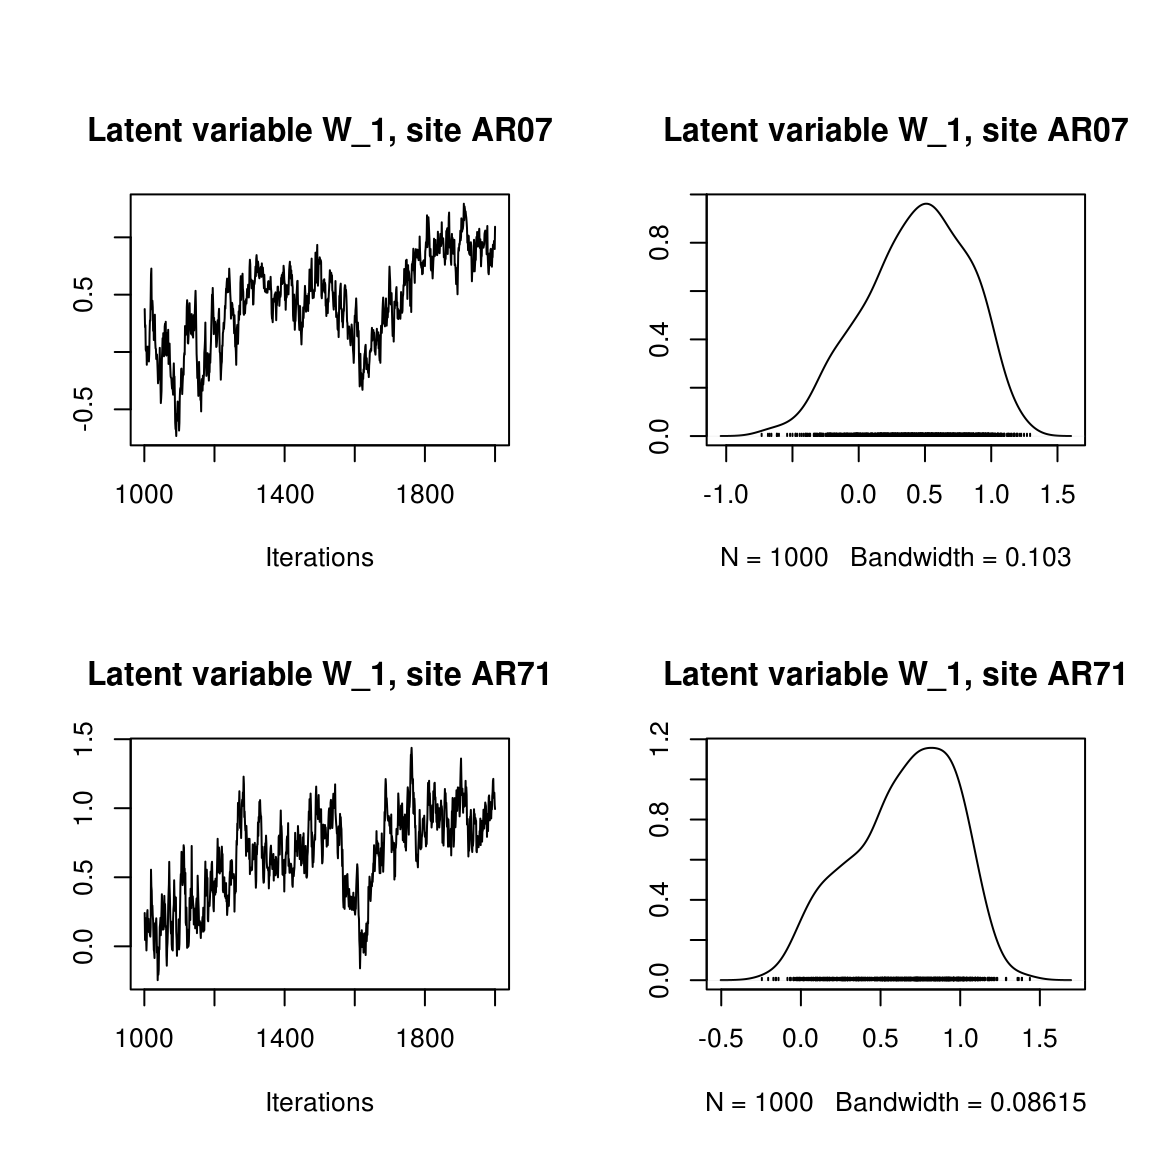 Latent variable W_1, site AR07
0.5
-0.5
1000 1400 1800
Iterations
Latent variable W_1, site AR07
0.8
0.4
0.0
-1.0 0.0 0.5 1.0 1.5
N = 1000 Bandwidth = 0.103
Latent variable W_1, site AR71
1.5
1.0
0.5
0.0
1000 1400 1800
Iterations
Latent variable W_1, site AR71
1.2
0.8
0.4
0.0
-0.5 0.0 0.5 1.0 1.5
N = 1000 Bandwidth = 0.08615